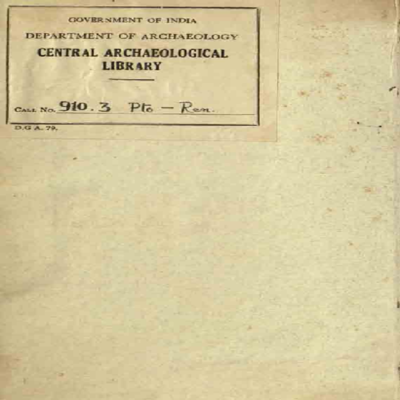 GOVERNMENT OF INDIA
DEPARTMENT OF ARCHAEOLOGY
CENTRAL ARCHAEOLOGICAL
LIBRARY
CALL No. 910.3 Pto - Ren.
D.G A. 79.